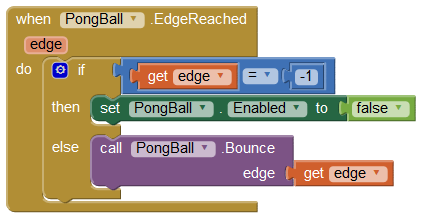 when PongBall .EdgeReached
edge
do if get edge = -1
then set PongBall . Enabled to false
else call PongBall .Bounce
edge get edge